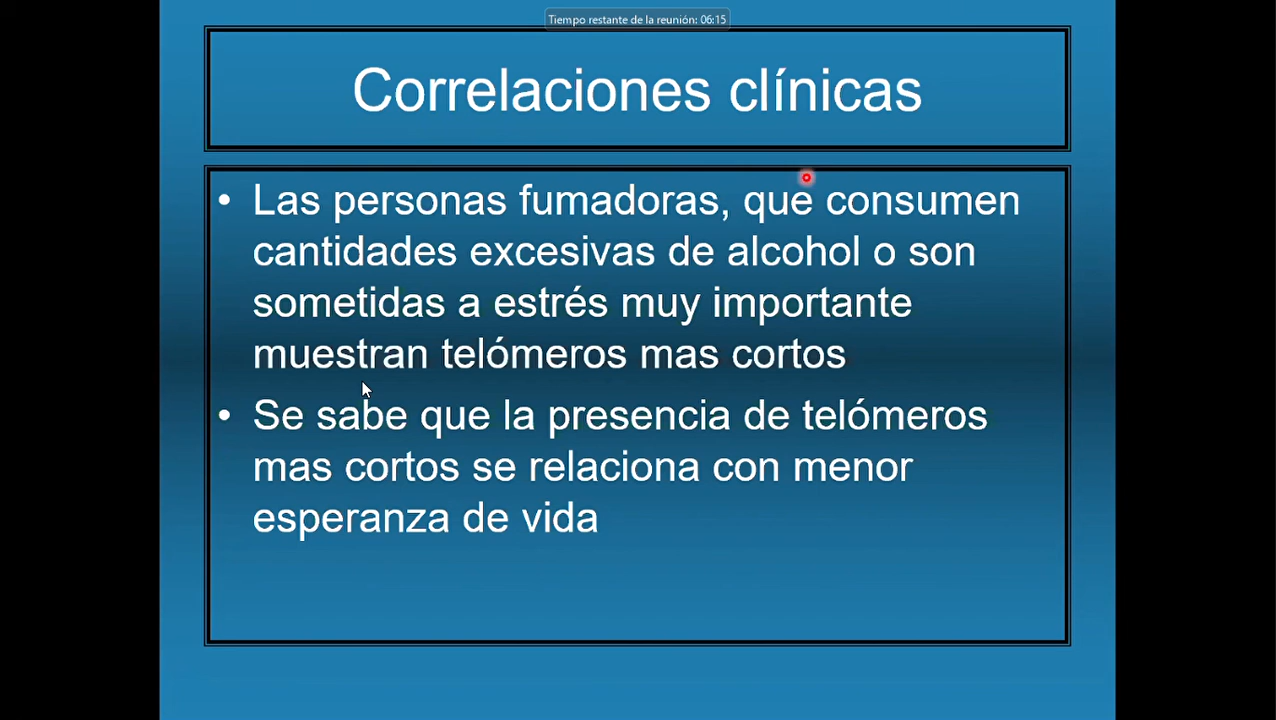 Tiempo restante de la reunión: 06:15
Correlaciones clínicas
• Las personas fumadoras, que consumen
cantidades excesivas de alcohol o son
sometidas a estrés muy importante
muestran telómeros mas cortos
• Se sabe que la presencia de telómeros
mas cortos se relaciona con menor
esperanza de vida